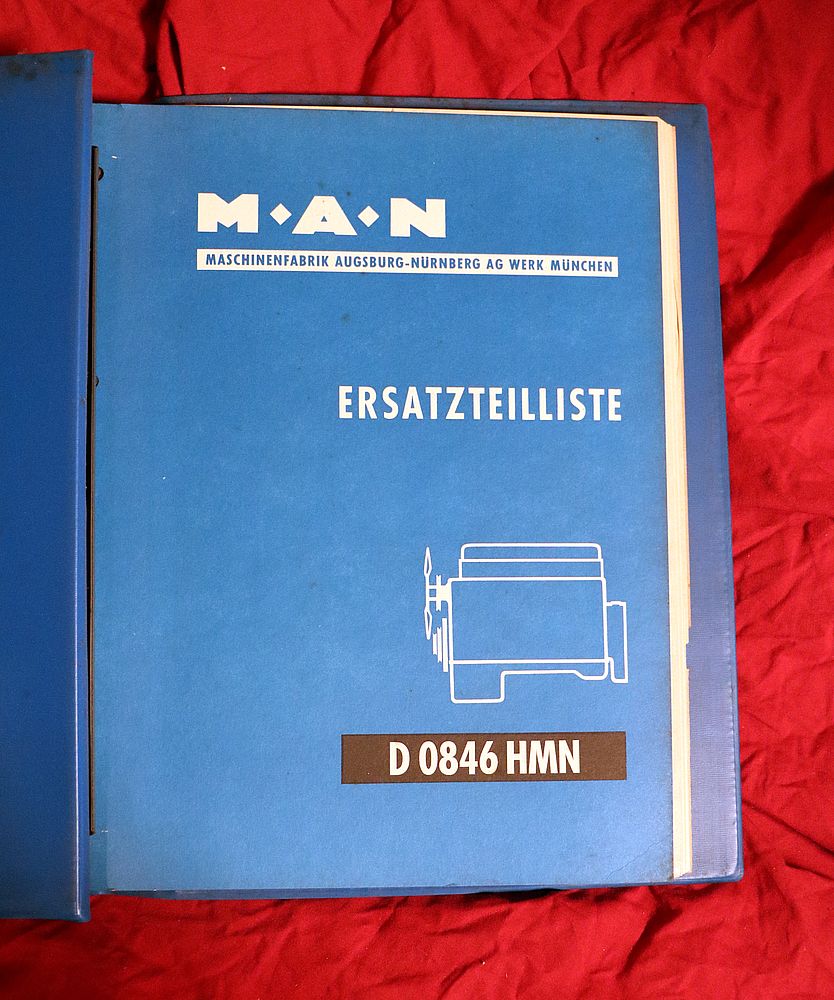 M·A·N
MASCHINENFABRIK AUGSBURG-NÜRNBERG AG WERK MÜNCHEN
ERSATZTEILLISTE
D 0846 HMN